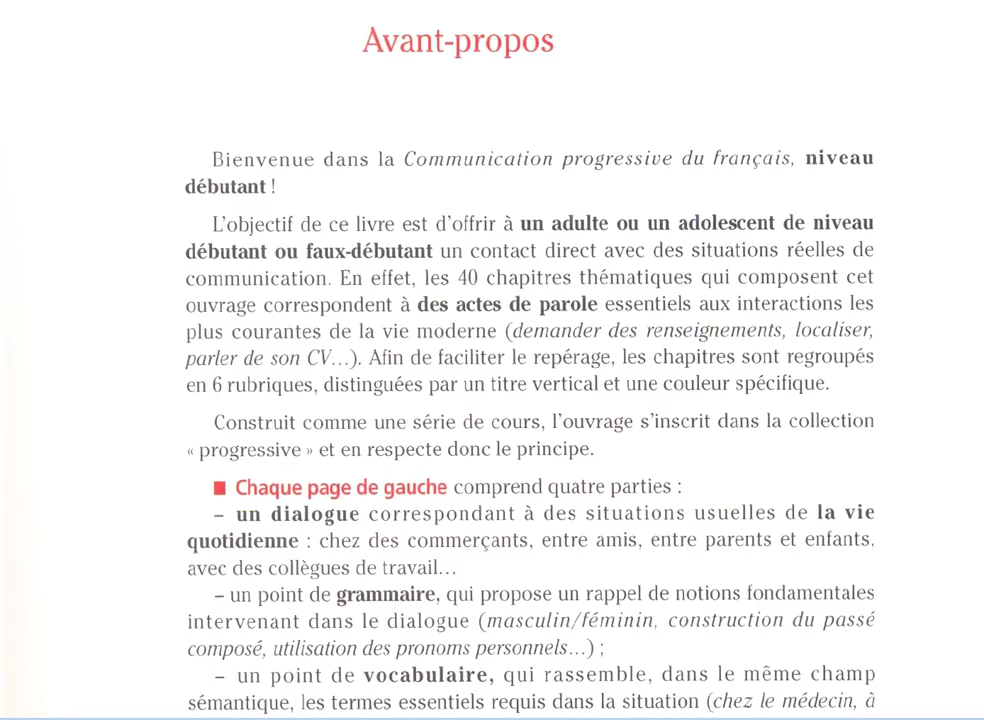 Avant-propos
Bienvenue dans la Communication progressive du français, niveau
débutant !
L'objectif de ce livre est d'offrir à un adulte ou un adolescent de niveau
débutant ou faux-débutant un contact direct avec des situations réelles de
communication. En effet, les 40 chapitres thématiques qui composent cet
ouvrage correspondent à des actes de parole essentiels aux interactions les
plus courantes de la vie moderne (demander des renseignements, localiser,
parler de son CV...). Afin de faciliter le repérage, les chapitres sont regroupés
en 6 rubriques, distinguées par un titre vertical et une couleur spécifique.
Construit comme une série de cours, l'ouvrage s'inscrit dans la collection
« progressive » et en respecte donc le principe.
■ Chaque page de gauche comprend quatre parties :
– un dialogue correspondant à des situations usuelles de la vie
quotidienne : chez des commerçants, entre amis, entre parents et enfants,
avec des collègues de travail...
– un point de grammaire, qui propose un rappel de notions fondamentales
intervenant dans le dialogue (masculin/féminin, construction du passé
composé, utilisation des pronoms personnels...) ;
– un point de vocabulaire, qui rassemble, dans le même champ
sémantique, les termes essentiels requis dans la situation (chez le médecin, à